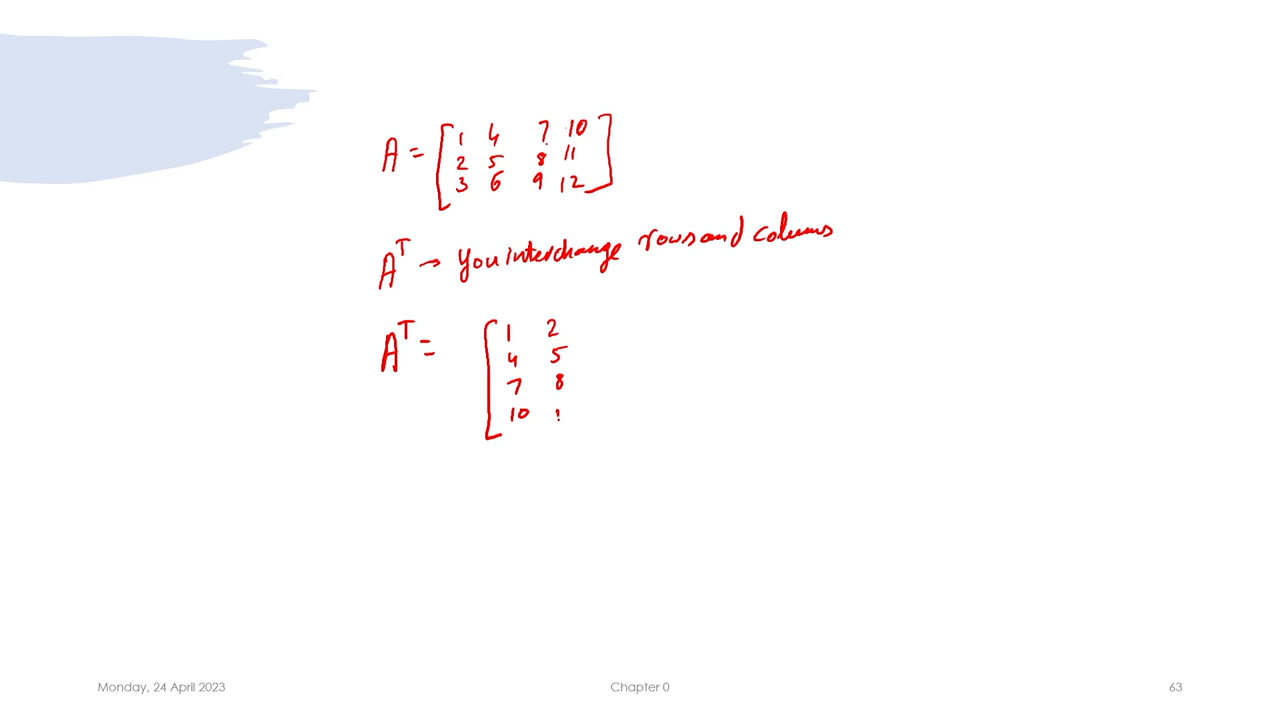 A = [ 1 4 7 10
2 5 8 11
3 6 9 12 ]
A^T → You interchange rows and colums
A^T = [ 1 2
4 5
7 8
10
Monday, 24 April 2023 Chapter 0 63